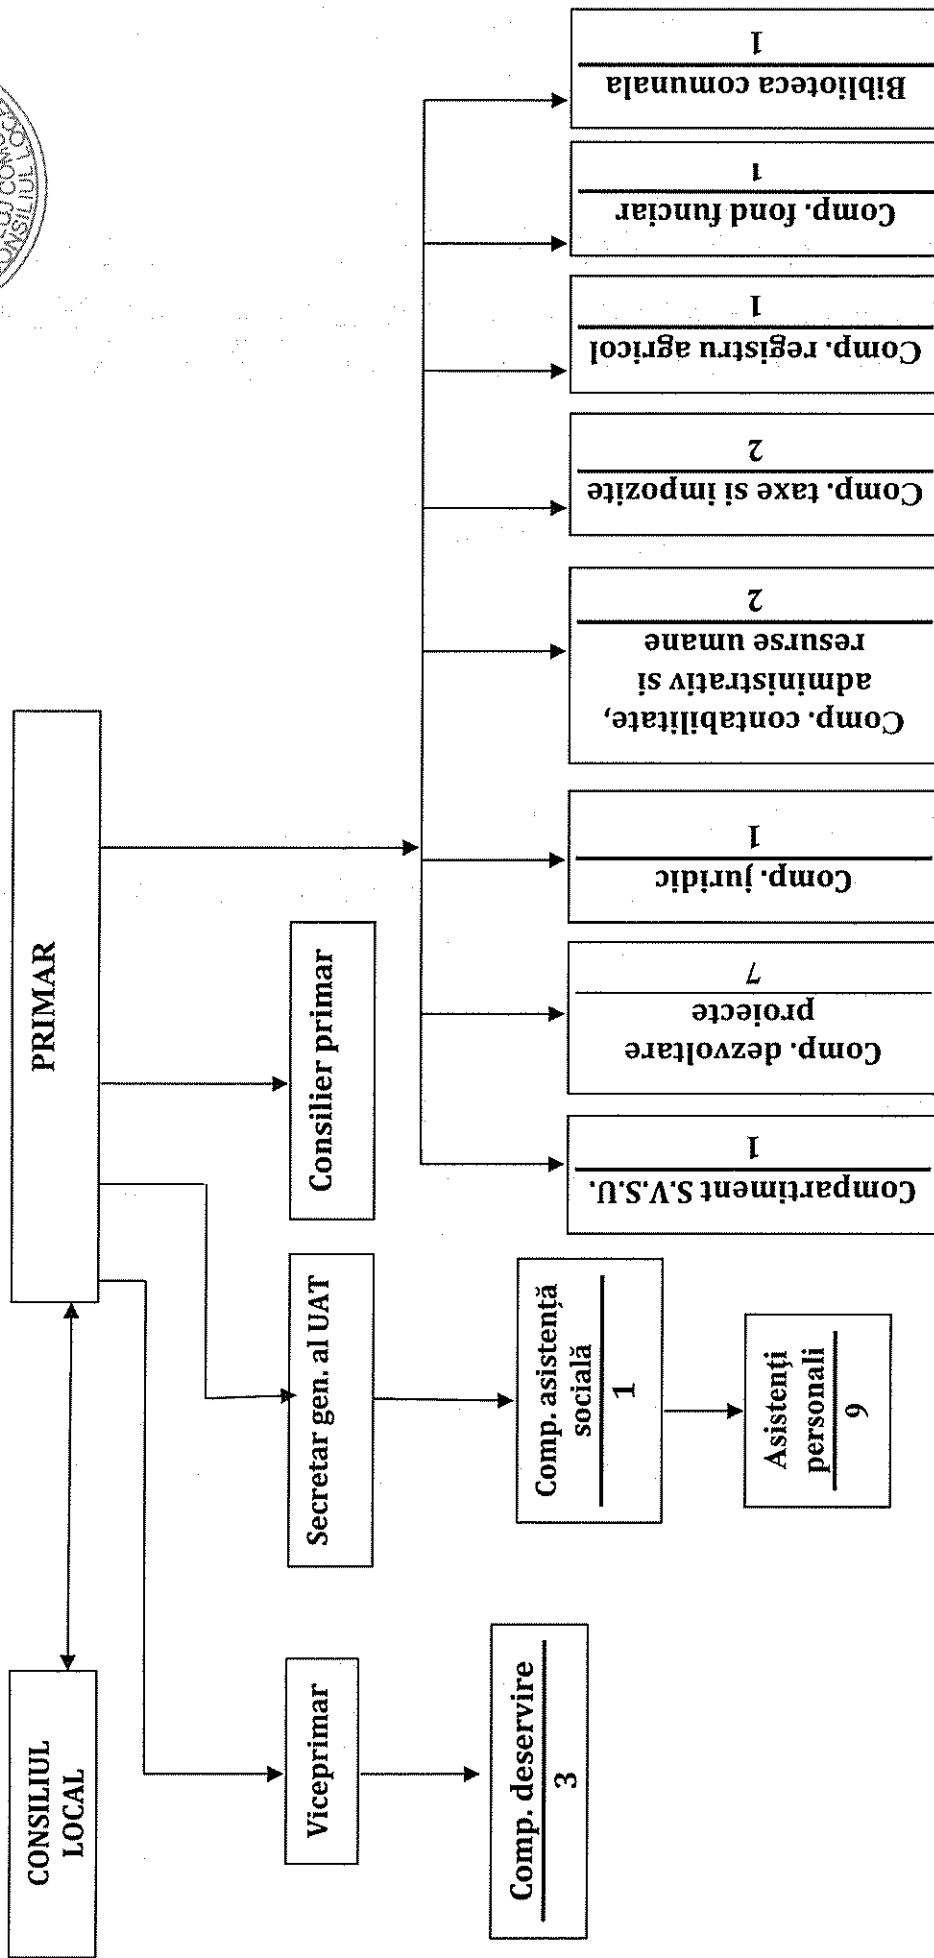 CONSILIUL
LOCAL
PRIMAR
Viceprimar
Secretar gen. al UAT
Consilier primar
Comp. deservire
3
Comp. asistență
socială
1
Asistenți
personali
9
Compartiment S.V.S.U.
1
Comp. dezvoltare
proiecte
7
Comp. juridic
1
Comp. contabilitate,
administrativ si
resurse umane
2
Comp. taxe si impozite
2
Comp. registru agricol
1
Comp. fond funciar
1
Biblioteca comunala
1